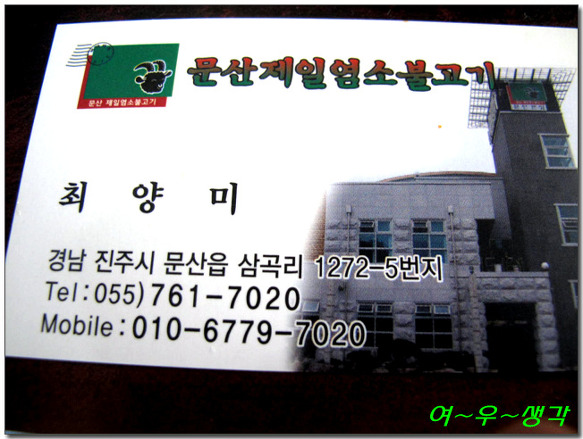 문산제일염소불고기
문산 제일염소불고기
최 양 미
경남 진주시 문산읍 삼곡리 1272-5번지
Tel:055)761-7020
Mobile:010-6779-7020
여~우~생각